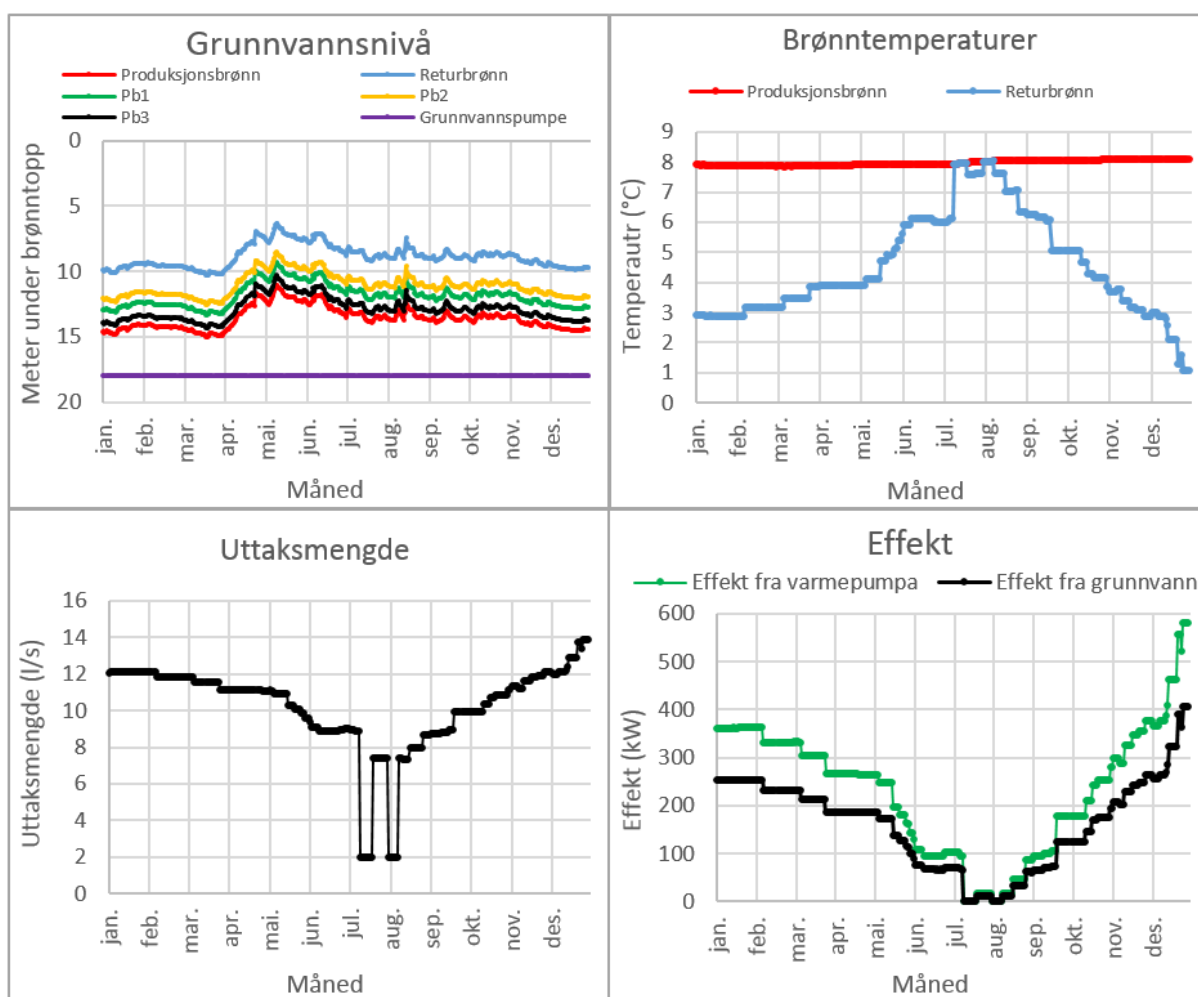 Grunnvannsnivå
Produksjonsbrønn
Returbrønn
Pb1
Pb2
Pb3
Grunnvannspumpe
Meter under brønntopp
0
5
10
15
20
jan.
feb.
mar.
apr.
mai.
jun.
jul.
aug.
sep.
okt.
nov.
des.
Måned
Brønntemperaturer
Produksjonsbrønn
Returbrønn
Temperautr (°C)
9
8
7
6
5
4
3
2
1
0
jan.
feb.
mar.
apr.
mai.
jun.
jul.
aug.
sep.
okt.
nov.
des.
Måned
Uttaksmengde
Uttaksmengde (l/s)
16
14
12
10
8
6
4
2
0
jan.
feb.
mar.
apr.
mai.
jun.
jul.
aug.
sep.
okt.
nov.
des.
Måned
Effekt
Effekt fra varmepumpa
Effekt fra grunnvann
Effekt (kW)
600
500
400
300
200
100
0
jan.
feb.
mar.
apr.
mai.
jun.
jul.
aug.
sep.
okt.
nov.
des.
Måned